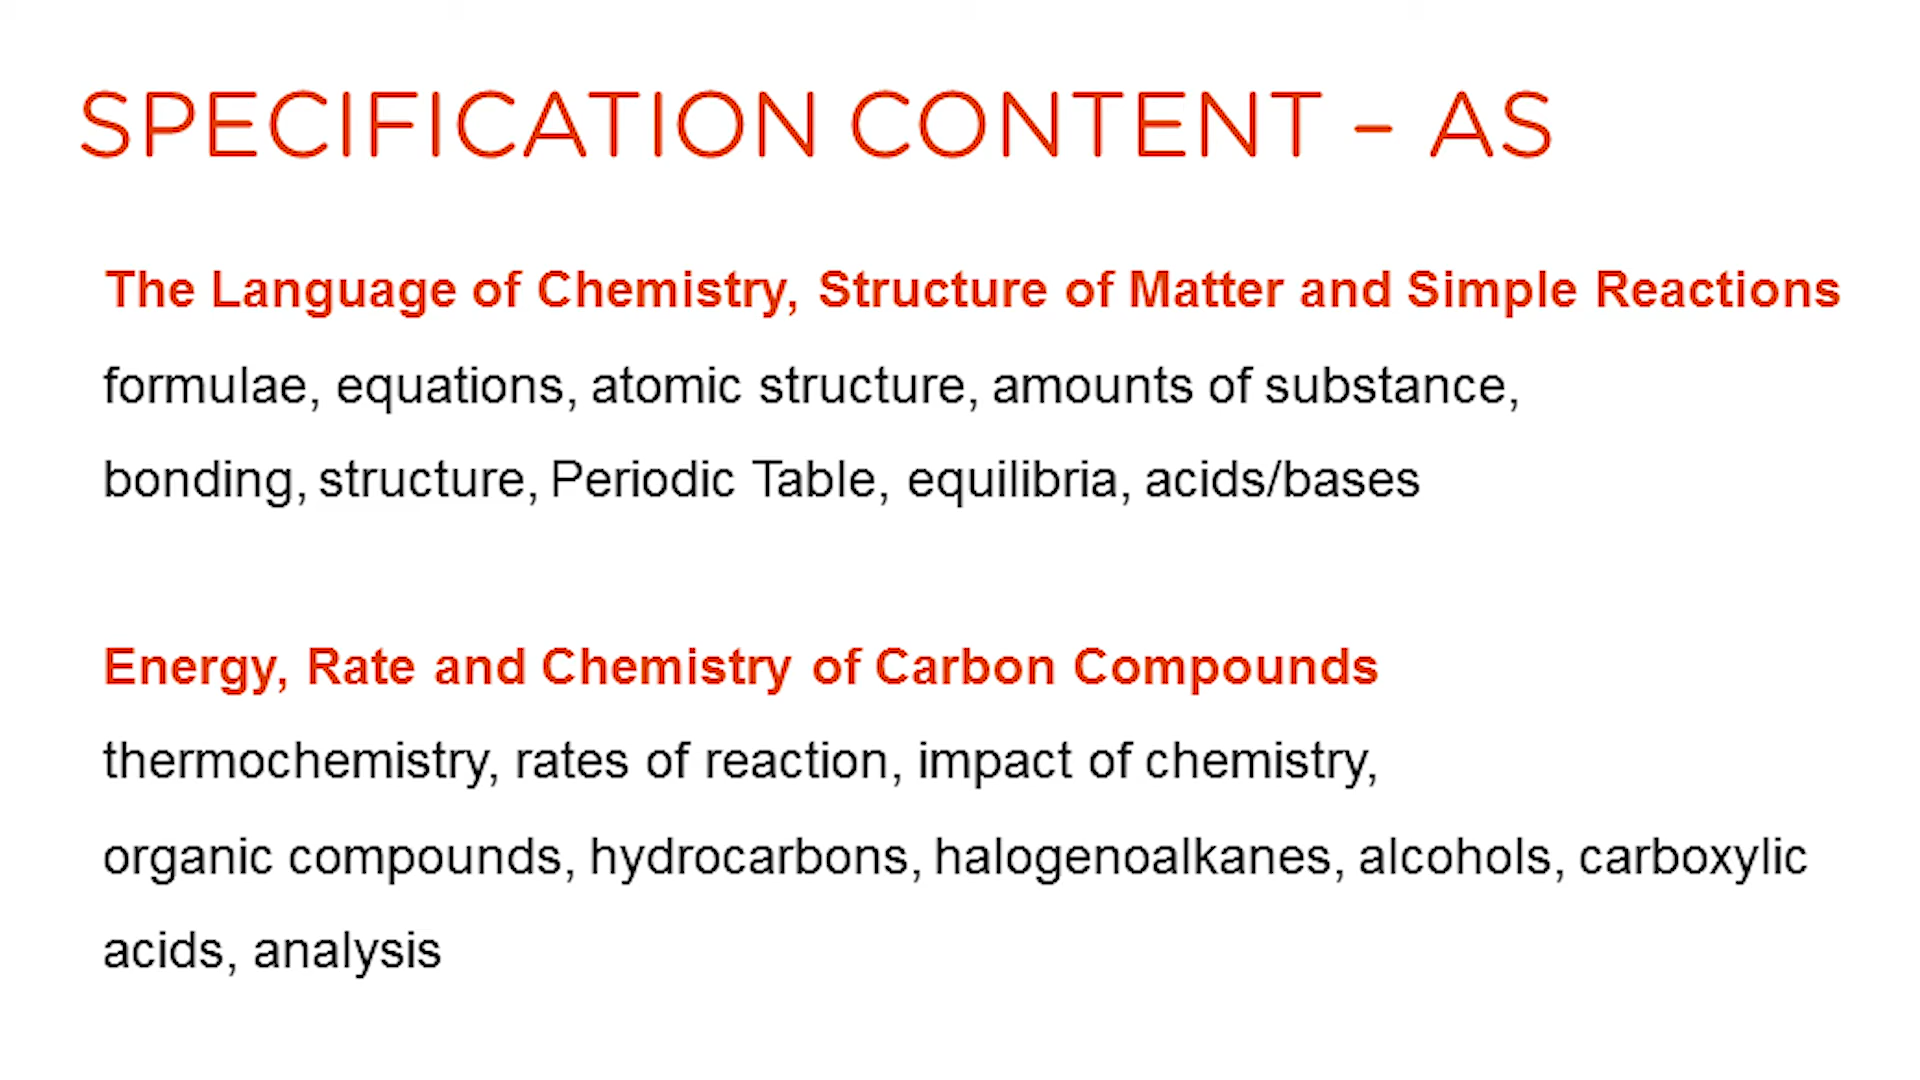 SPECIFICATION CONTENT – AS
The Language of Chemistry, Structure of Matter and Simple Reactions
formulae, equations, atomic structure, amounts of substance,
bonding, structure, Periodic Table, equilibria, acids/bases
Energy, Rate and Chemistry of Carbon Compounds
thermochemistry, rates of reaction, impact of chemistry,
organic compounds, hydrocarbons, halogenoalkanes, alcohols, carboxylic
acids, analysis